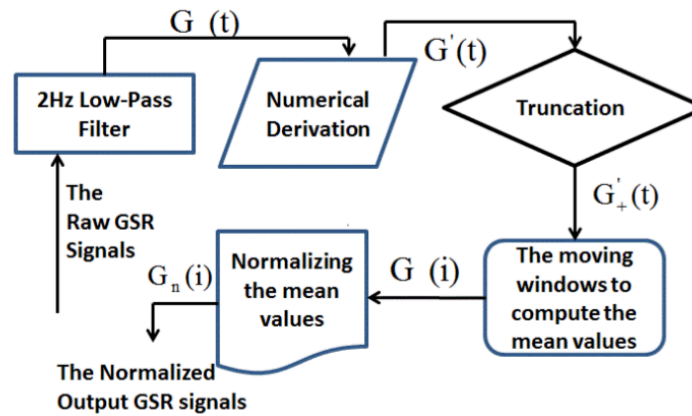 G (t)
2Hz Low-Pass
Filter
Numerical
Derivation
G'(t)
Truncation
G'₊(t)
The
Raw GSR
Signals
The moving
windows to
compute the
mean values
G (i)
Normalizing
the mean
values
Gₙ(i)
The Normalized
Output GSR signals